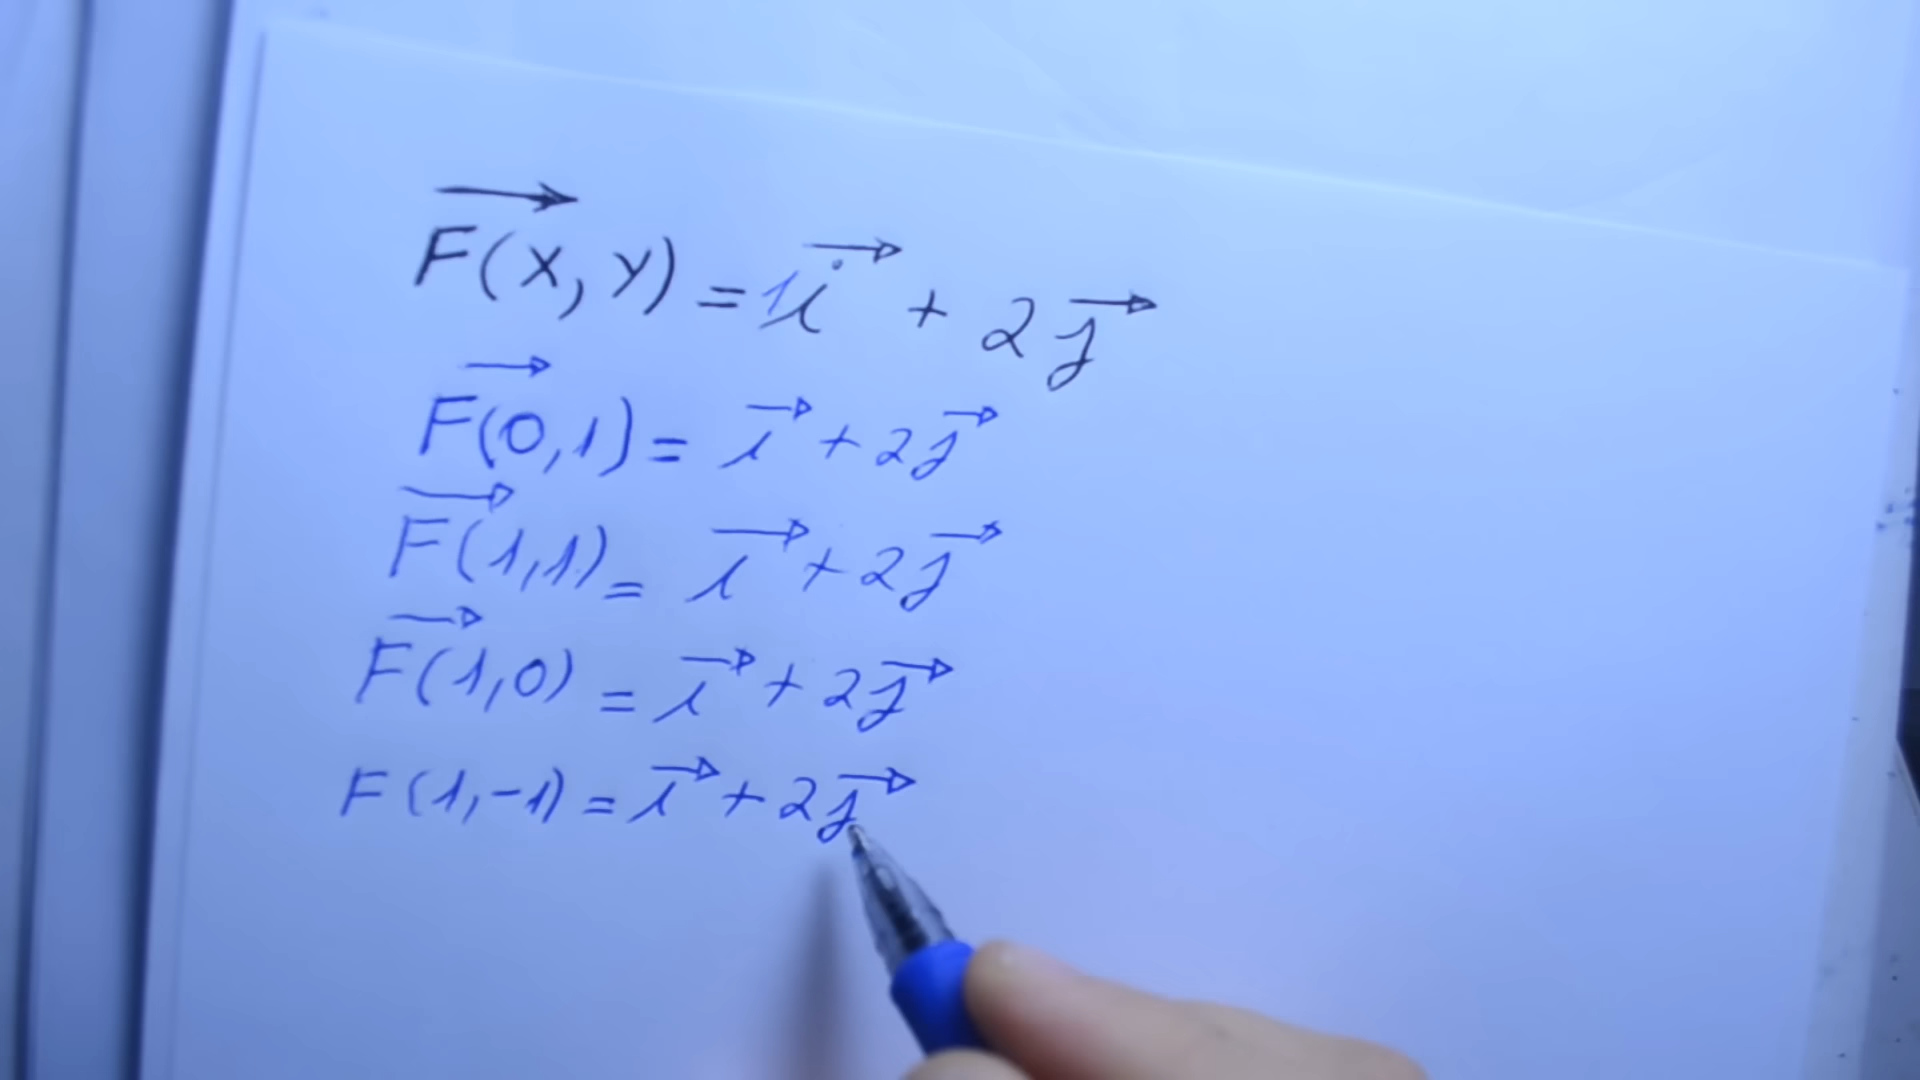 F⃗(x, y) = 1i⃗ + 2j⃗
F⃗(0,1) = i⃗ + 2j⃗
F⃗(1,1) = i⃗ + 2j⃗
F⃗(1,0) = i⃗ + 2j⃗
F(1,-1) = i⃗ + 2j⃗